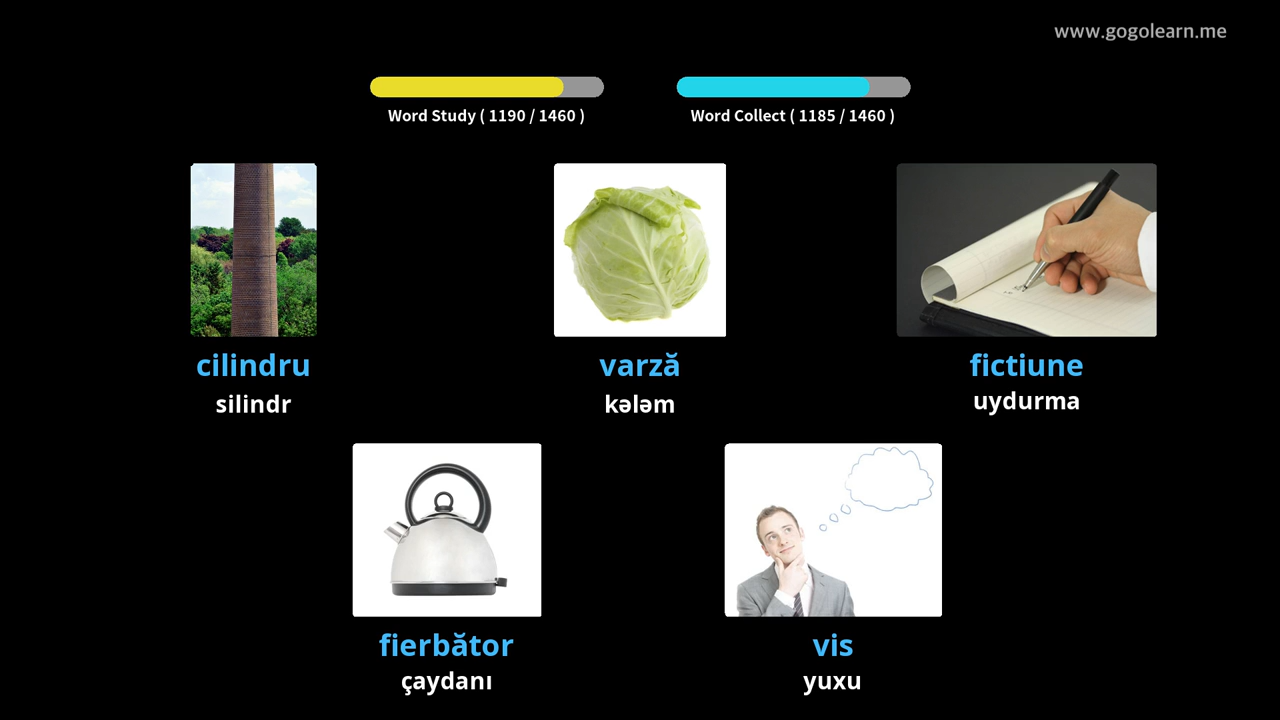 www.gogolearn.me
Word Study ( 1190 / 1460 )
Word Collect ( 1185 / 1460 )
cilindru
silindr
varză
kələm
fictiune
uydurma
fierbător
çaydanı
vis
yuxu